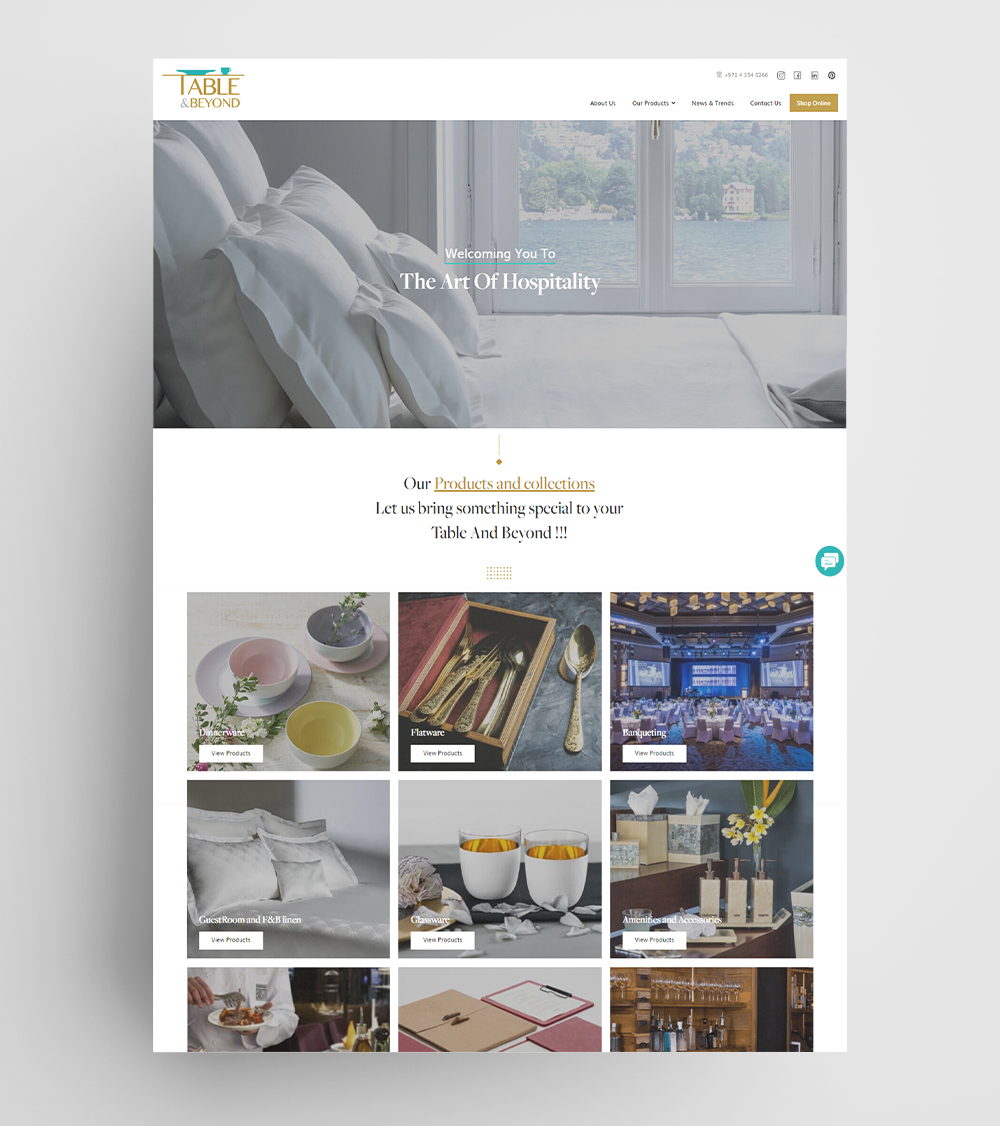 TABLE
&BEYOND
+971 4 354 0266
About Us
Our Products
News & Trends
Contact Us
Shop Online
Welcoming You To
The Art Of Hospitality
Our Products and collections
Let us bring something special to your
Table And Beyond !!!
Dinnerware
View Products
Flatware
View Products
Banqueting
View Products
GuestRoom and F&B linen
View Products
Glassware
View Products
Amenities and Accessories
View Products